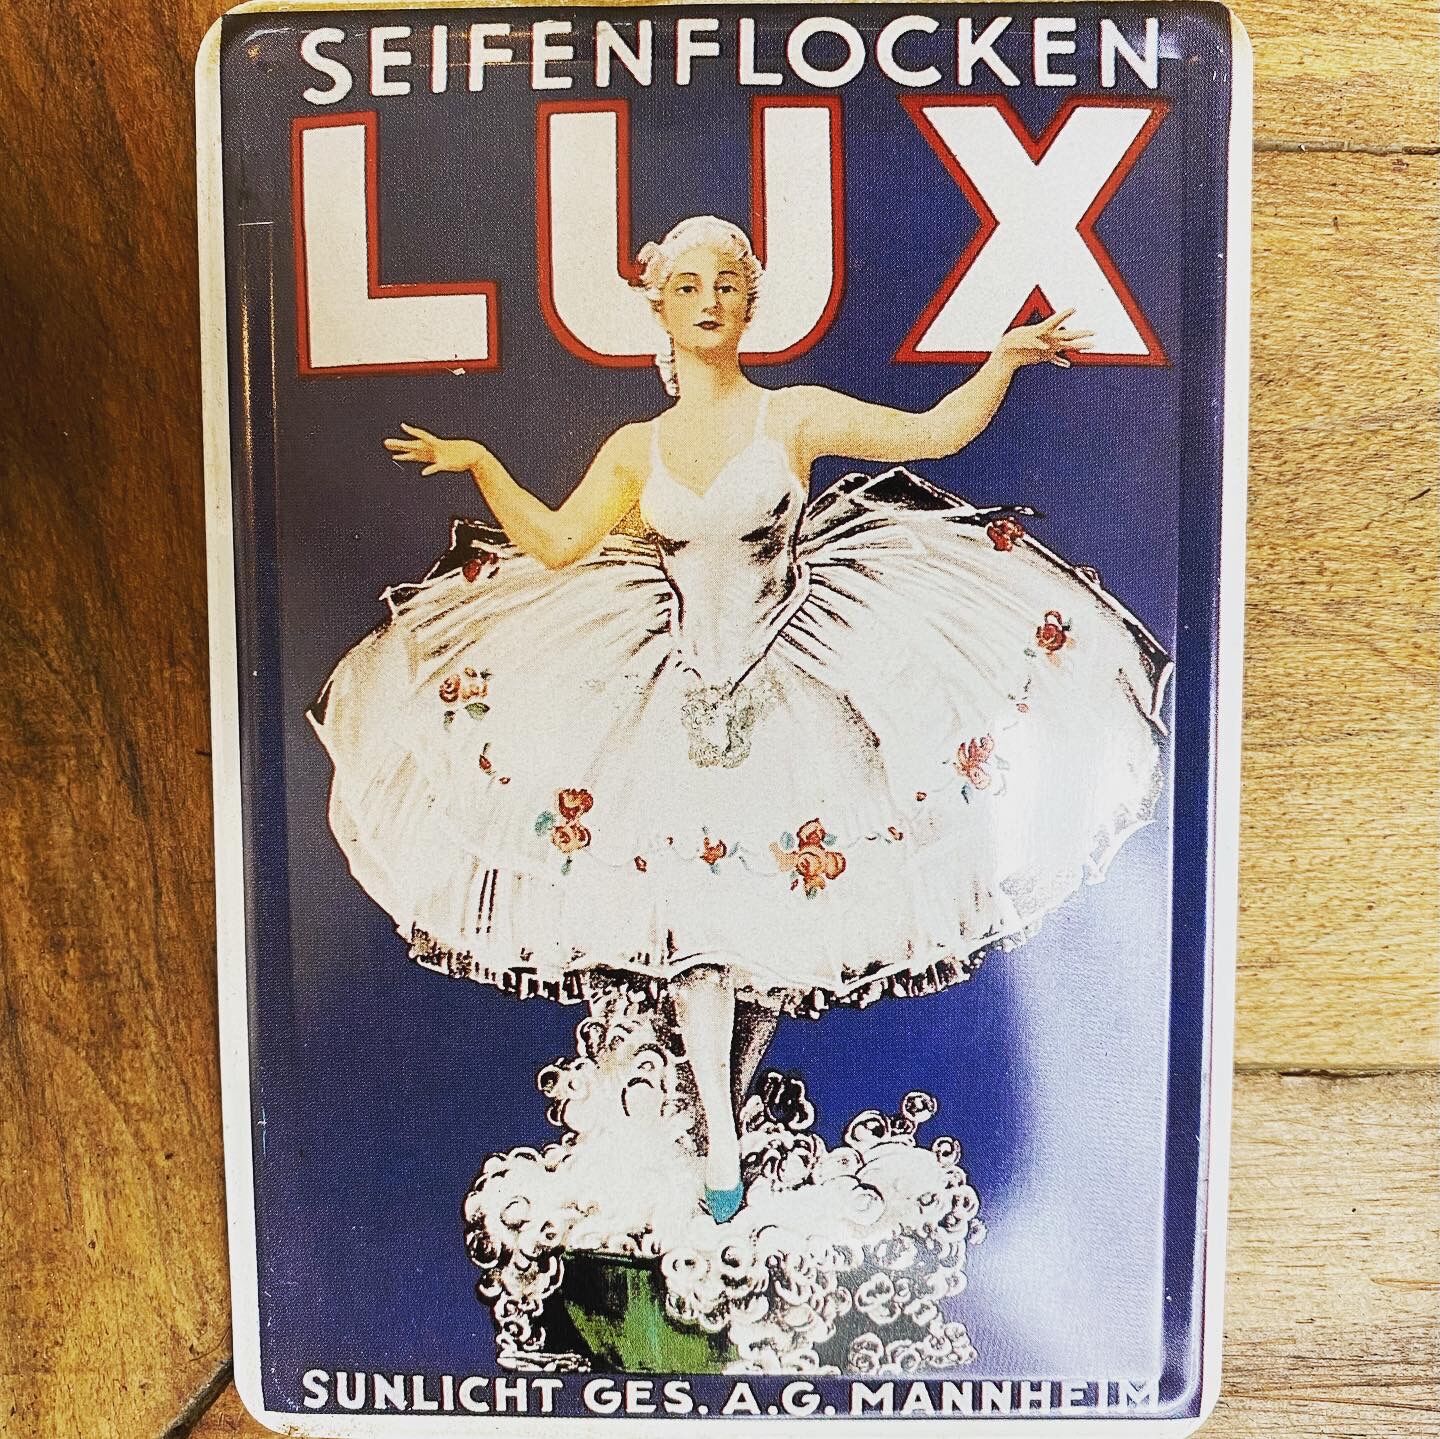 SEIFENFLOCKEN
LUX
SUNLICHT GES. A.G. MANNHEIM